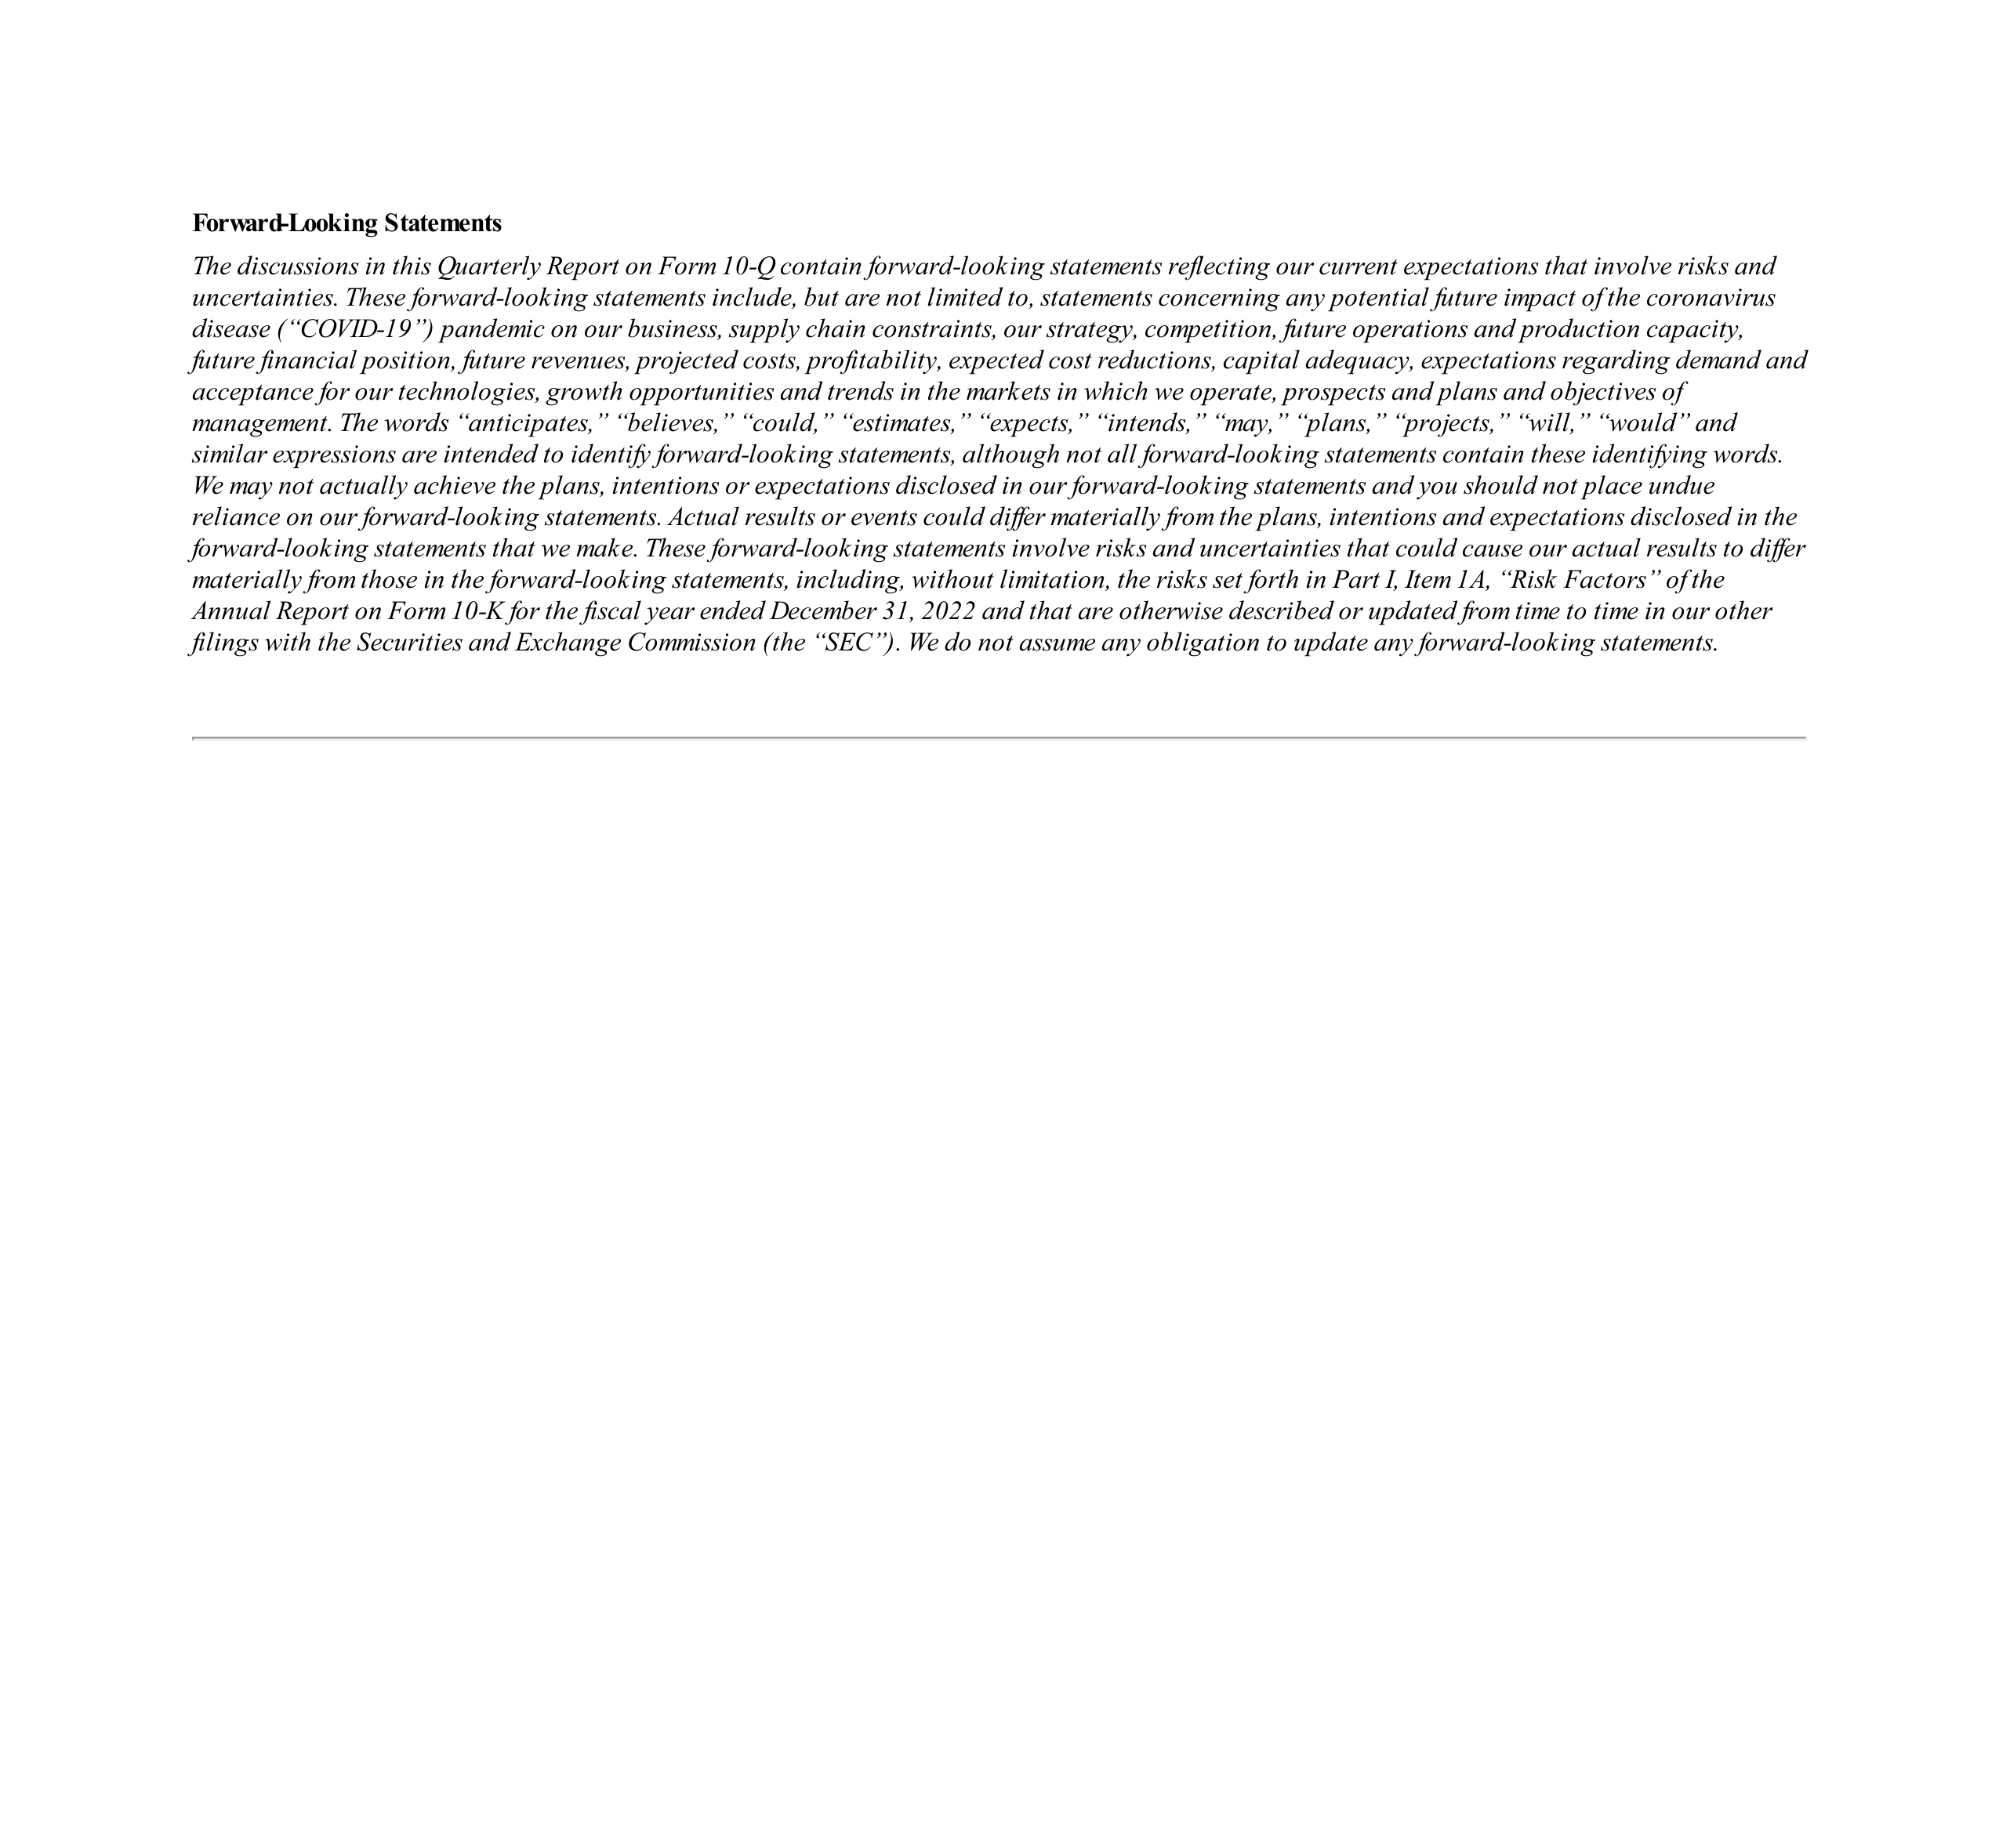 Forward-Looking Statements
The discussions in this Quarterly Report on Form 10-Q contain forward-looking statements reflecting our current expectations that involve risks and
uncertainties. These forward-looking statements include, but are not limited to, statements concerning any potential future impact of the coronavirus
disease (“COVID-19”) pandemic on our business, supply chain constraints, our strategy, competition, future operations and production capacity,
future financial position, future revenues, projected costs, profitability, expected cost reductions, capital adequacy, expectations regarding demand and
acceptance for our technologies, growth opportunities and trends in the markets in which we operate, prospects and plans and objectives of
management. The words “anticipates,” “believes,” “could,” “estimates,” “expects,” “intends,” “may,” “plans,” “projects,” “will,” “would” and
similar expressions are intended to identify forward-looking statements, although not all forward-looking statements contain these identifying words.
We may not actually achieve the plans, intentions or expectations disclosed in our forward-looking statements and you should not place undue
reliance on our forward-looking statements. Actual results or events could differ materially from the plans, intentions and expectations disclosed in the
forward-looking statements that we make. These forward-looking statements involve risks and uncertainties that could cause our actual results to differ
materially from those in the forward-looking statements, including, without limitation, the risks set forth in Part I, Item 1A, “Risk Factors” of the
Annual Report on Form 10-K for the fiscal year ended December 31, 2022 and that are otherwise described or updated from time to time in our other
filings with the Securities and Exchange Commission (the “SEC”). We do not assume any obligation to update any forward-looking statements.